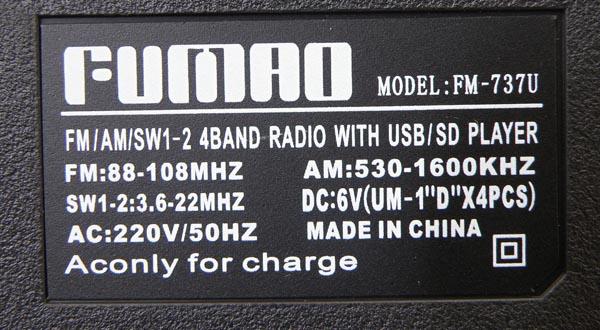 FUMAO MODEL:FM-737U
FM/AM/SW1-2 4BAND RADIO WITH USB/SD PLAYER
FM:88-108MHZ AM:530-1600KHZ
SW1-2:3.6-22MHZ DC:6V(UM-1"D"X4PCS)
AC:220V/50HZ MADE IN CHINA
Aconly for charge